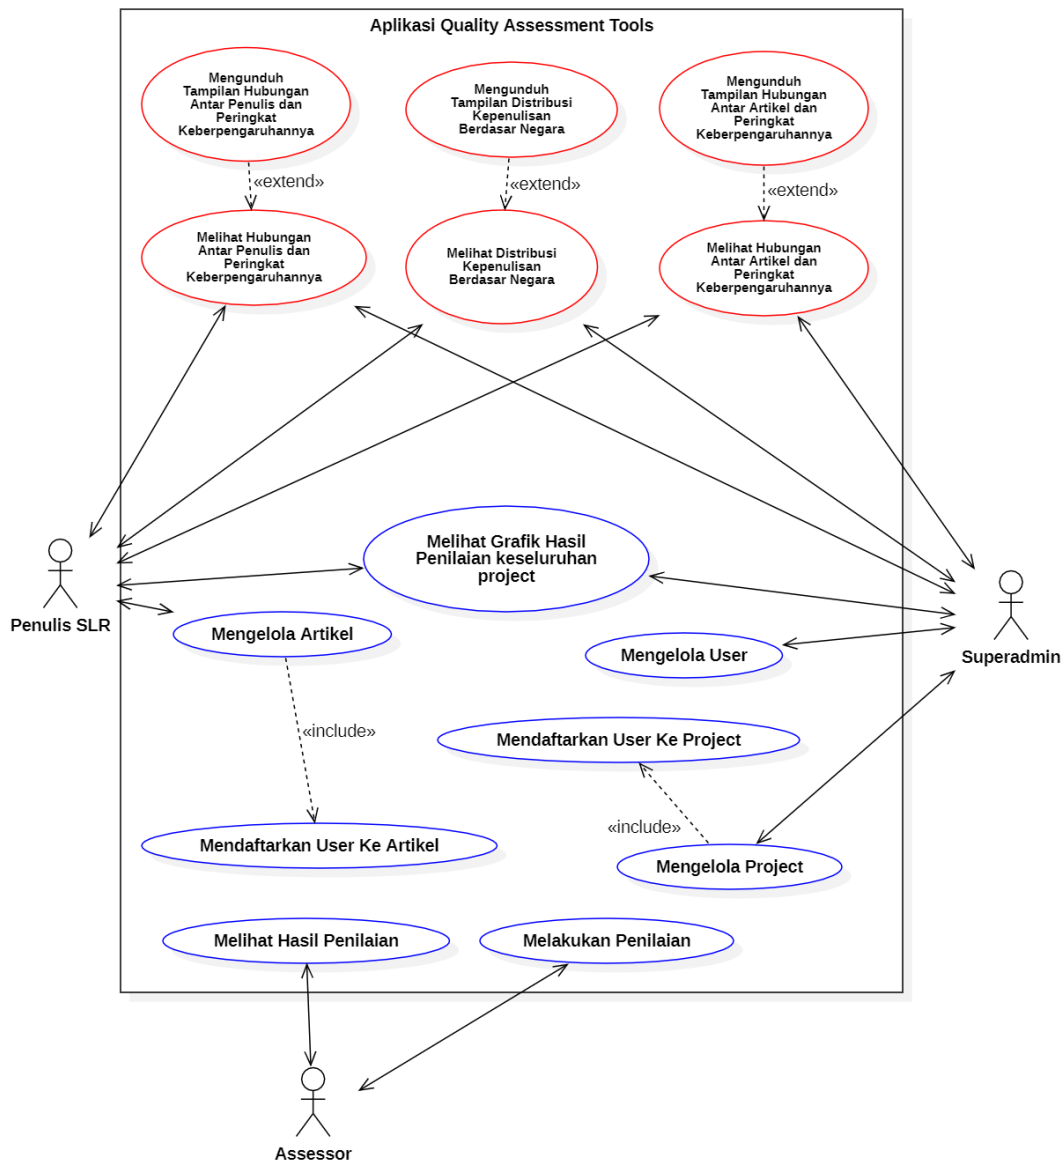 Aplikasi Quality Assessment Tools
Mengunduh
Tampilan Hubungan
Antar Penulis dan
Peringkat
Keberpengaruhannya
Mengunduh
Tampilan Distribusi
Kepenulisan
Berdasar Negara
Mengunduh
Tampilan Hubungan
Antar Artikel dan
Peringkat
Keberpengaruhannya
«extend»
«extend»
«extend»
Melihat Hubungan
Antar Penulis dan
Peringkat
Keberpengaruhannya
Melihat Distribusi
Kepenulisan
Berdasar Negara
Melihat Hubungan
Antar Artikel dan
Peringkat
Keberpengaruhannya
Melihat Grafik Hasil
Penilaian keseluruhan
project
Penulis SLR
Mengelola Artikel
Mengelola User
Superadmin
«include»
Mendaftarkan User Ke Project
«include»
Mendaftarkan User Ke Artikel
Mengelola Project
Melihat Hasil Penilaian
Melakukan Penilaian
Assessor